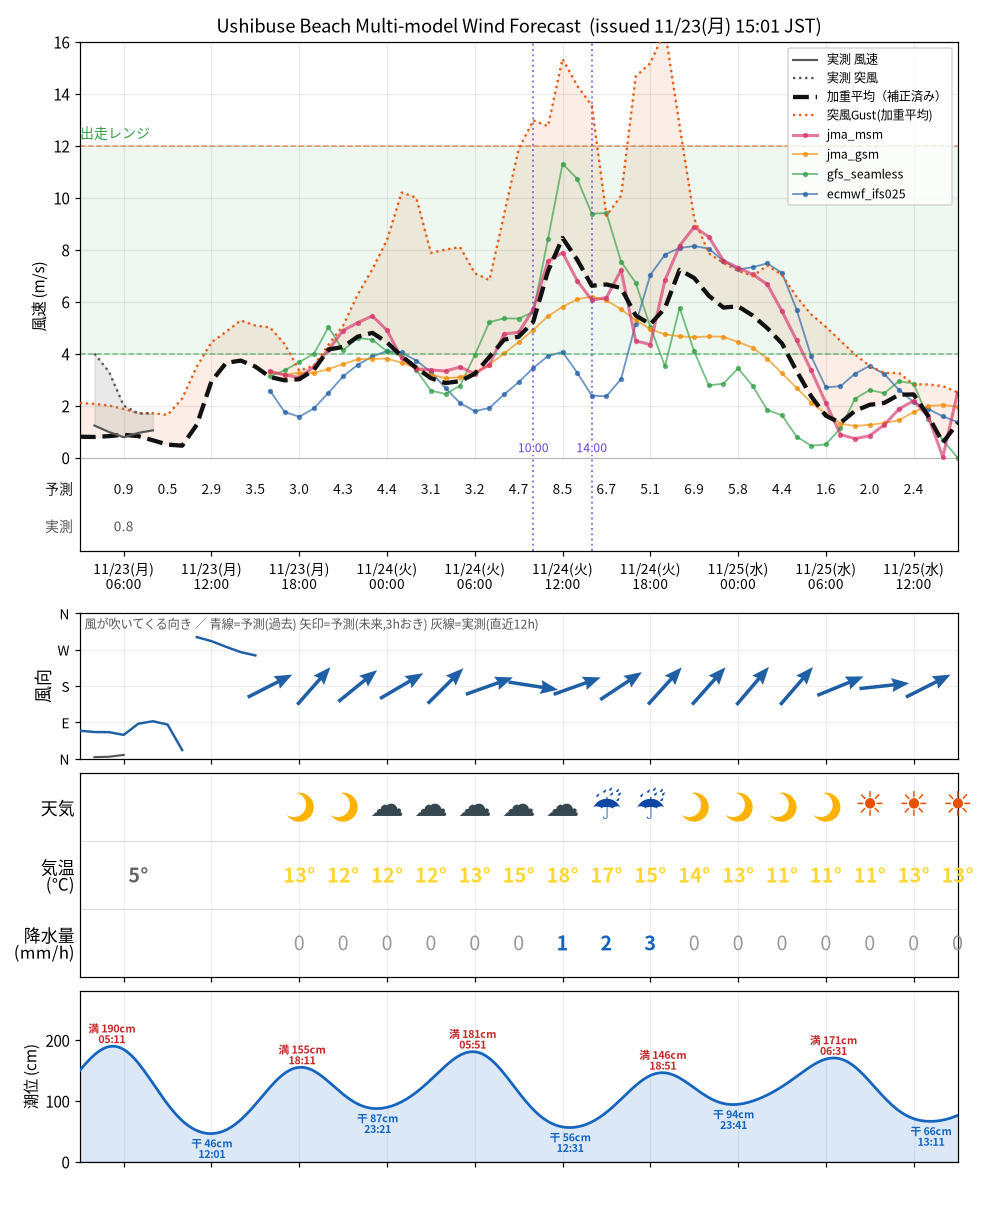 Ushibuse Beach Multi-model Wind Forecast (issued 11/23(月) 15:01 JST)
風速 (m/s)
16
14
12
10
8
6
4
2
0
出走レンジ
実測 風速
実測 突風
加重平均（補正済み）
突風Gust(加重平均)
jma_msm
jma_gsm
gfs_seamless
ecmwf_ifs025
10:00 14:00
予測 0.9 0.5 2.9 3.5 3.0 4.3 4.4 3.1 3.2 4.7 8.5 6.7 5.1 6.9 5.8 4.4 1.6 2.0 2.4
実測 0.8
11/23(月) 11/23(月) 11/23(月) 11/24(火) 11/24(火) 11/24(火) 11/24(火) 11/25(水) 11/25(水) 11/25(水)
06:00 12:00 18:00 00:00 06:00 12:00 18:00 00:00 06:00 12:00
風向
N
W
S
E
N
風が吹いてくる向き ／ 青線=予測(過去) 矢印=予測(未来,3hおき) 灰線=実測(直近12h)
天気
気温
(°C)
5° 13° 12° 12° 12° 13° 15° 18° 17° 15° 14° 13° 11° 11° 11° 13° 13°
降水量
(mm/h)
0 0 0 0 0 0 1 2 3 0 0 0 0 0 0 0
潮位 (cm)
200
100
0
満 190cm
05:11
干 46cm
12:01
満 155cm
18:11
干 87cm
23:21
満 181cm
05:51
干 56cm
12:31
満 146cm
18:51
干 94cm
23:41
満 171cm
06:31
干 66cm
13:11